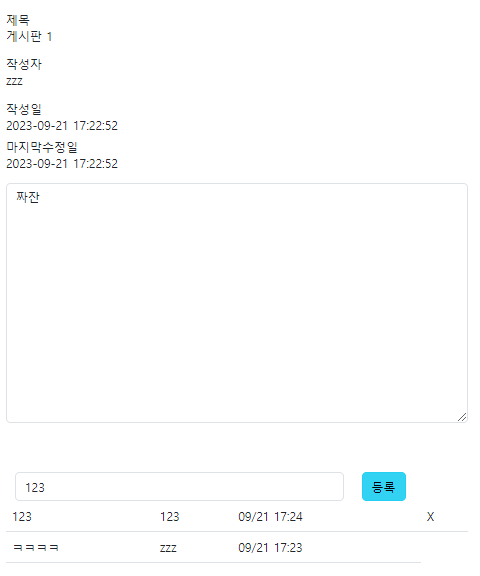 제목
게시판 1
작성자
zzz
작성일
2023-09-21 17:22:52
마지막수정일
2023-09-21 17:22:52
짜잔
123 등록
123 123 09/21 17:24 X
ㅋㅋㅋㅋ zzz 09/21 17:23